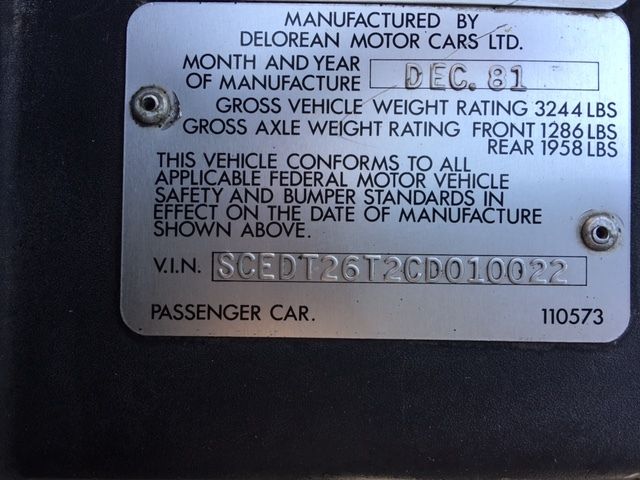 MANUFACTURED BY
DELOREAN MOTOR CARS LTD.
MONTH AND YEAR
OF MANUFACTURE DEC. 81
GROSS VEHICLE WEIGHT RATING 3244 LBS
GROSS AXLE WEIGHT RATING FRONT 1286 LBS
REAR 1958 LBS
THIS VEHICLE CONFORMS TO ALL
APPLICABLE FEDERAL MOTOR VEHICLE
SAFETY AND BUMPER STANDARDS IN
EFFECT ON THE DATE OF MANUFACTURE
SHOWN ABOVE.
V.I.N. SCEDT26T2CD010022
PASSENGER CAR. 110573